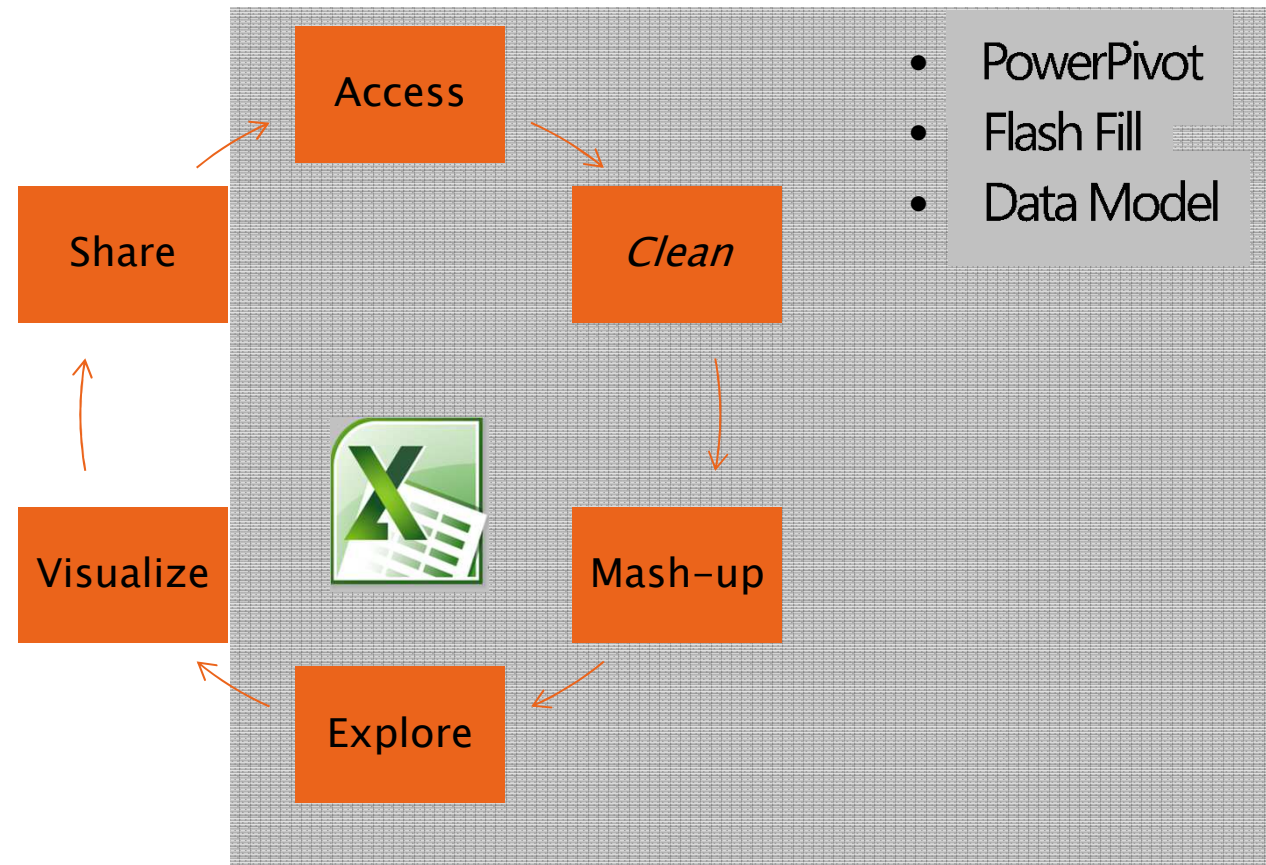 Access
Clean
Mash-up
Explore
Visualize
Share
• PowerPivot
• Flash Fill
• Data Model